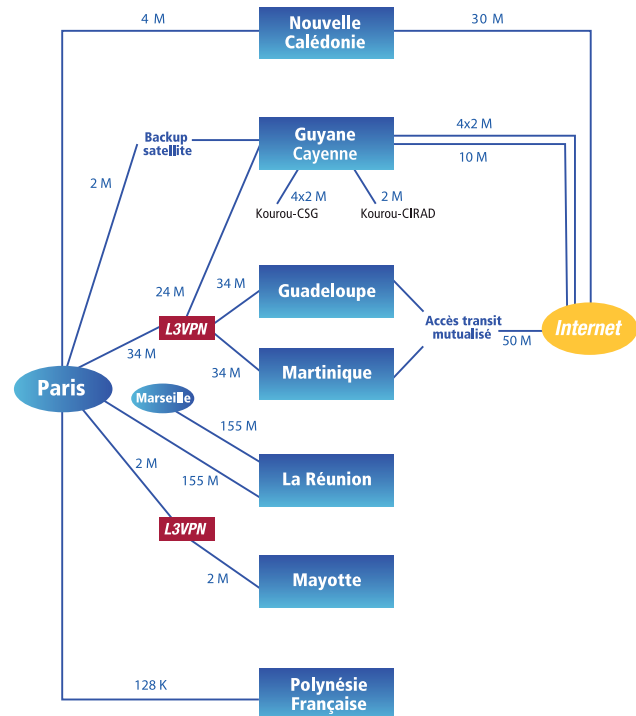 4 M
Nouvelle
Calédonie
30 M
Backup
satellite
Guyane
Cayenne
4x2 M
10 M
2 M
4x2 M
2 M
Kourou-CSG
Kourou-CIRAD
24 M
34 M
Guadeloupe
L3VPN
34 M
34 M
Martinique
Accès transit
mutualisé
50 M
Internet
Paris
Marseille
155 M
155 M
La Réunion
2 M
L3VPN
2 M
Mayotte
128 K
Polynésie
Française